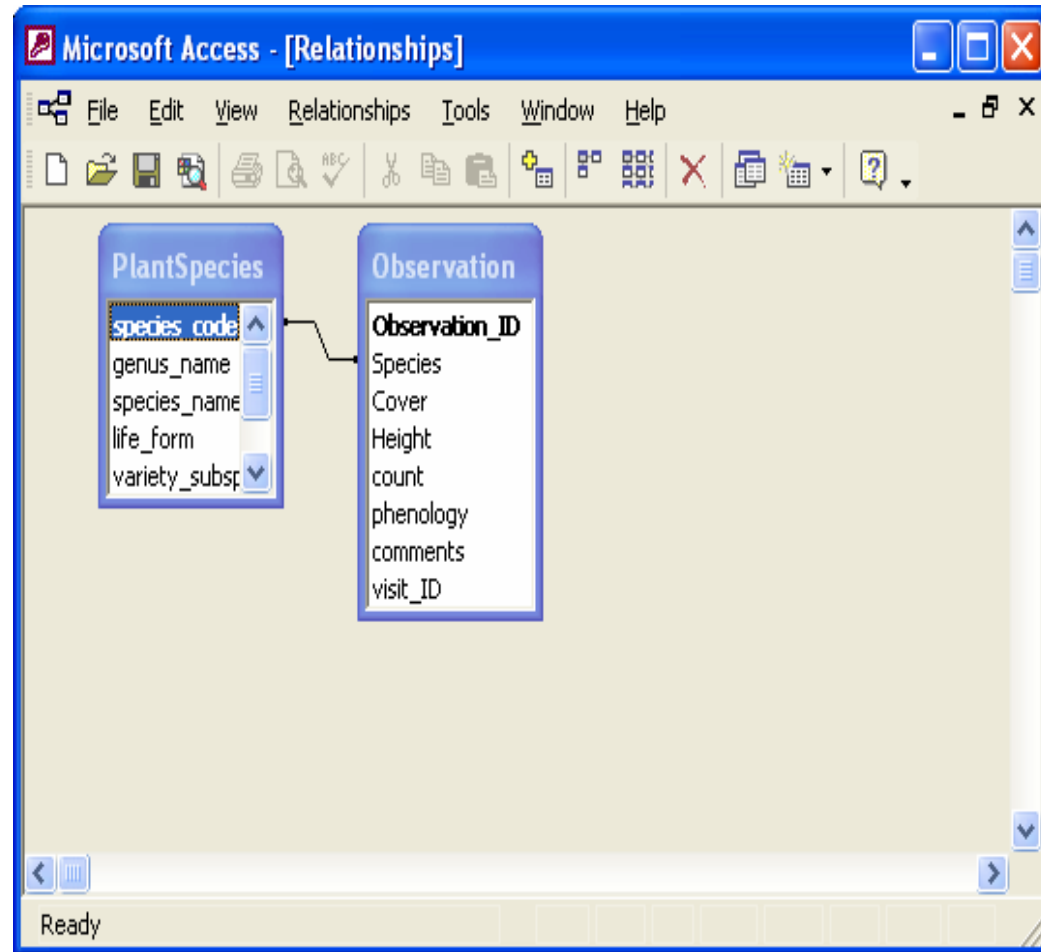 Microsoft Access - [Relationships]
File Edit View Relationships Tools Window Help
ABC
PlantSpecies
species_code
genus_name
species_name
life_form
variety_subsp
Observation
Observation_ID
Species
Cover
Height
count
phenology
comments
visit_ID
Ready